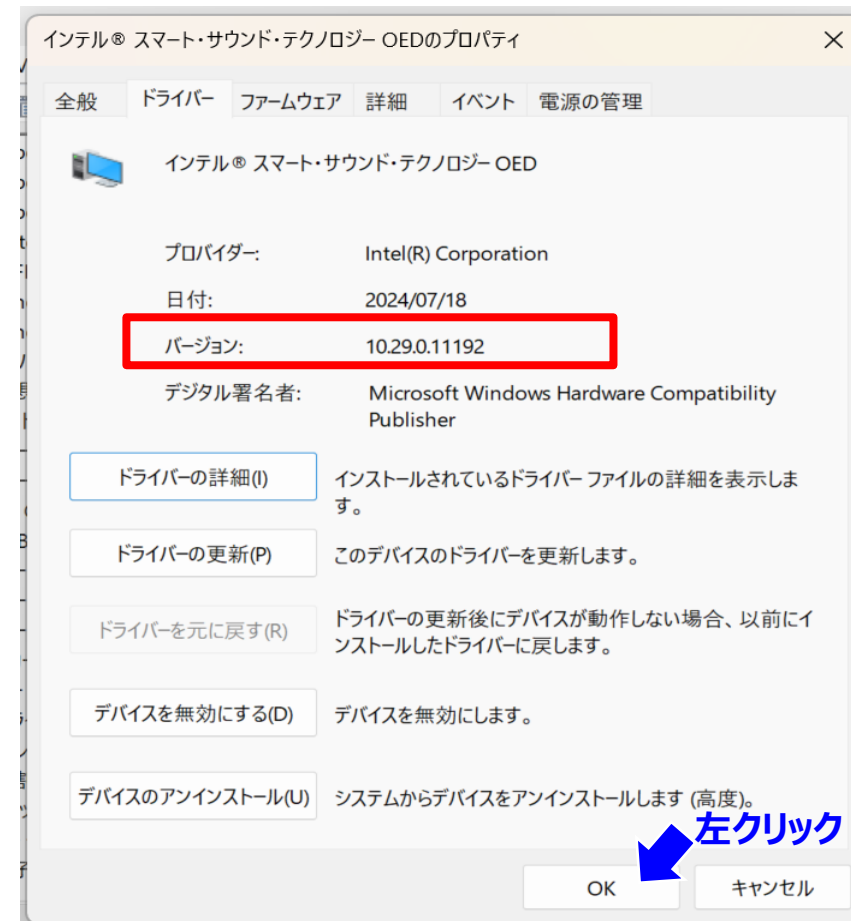 インテル® スマート・サウンド・テクノロジー OEDのプロパティ
全般 ドライバー ファームウェア 詳細 イベント 電源の管理
インテル® スマート・サウンド・テクノロジー OED
プロバイダー: Intel(R) Corporation
日付: 2024/07/18
バージョン: 10.29.0.11192
デジタル署名者: Microsoft Windows Hardware Compatibility
Publisher
ドライバーの詳細(I) インストールされているドライバー ファイルの詳細を表示しま
す。
ドライバーの更新(P) このデバイスのドライバーを更新します。
ドライバーを元に戻す(R) ドライバーの更新後にデバイスが動作しない場合、以前にイ
ンストールしたドライバーに戻します。
デバイスを無効にする(D) デバイスを無効にします。
デバイスのアンインストール(U) システムからデバイスをアンインストールします (高度)。
左クリック
OK キャンセル